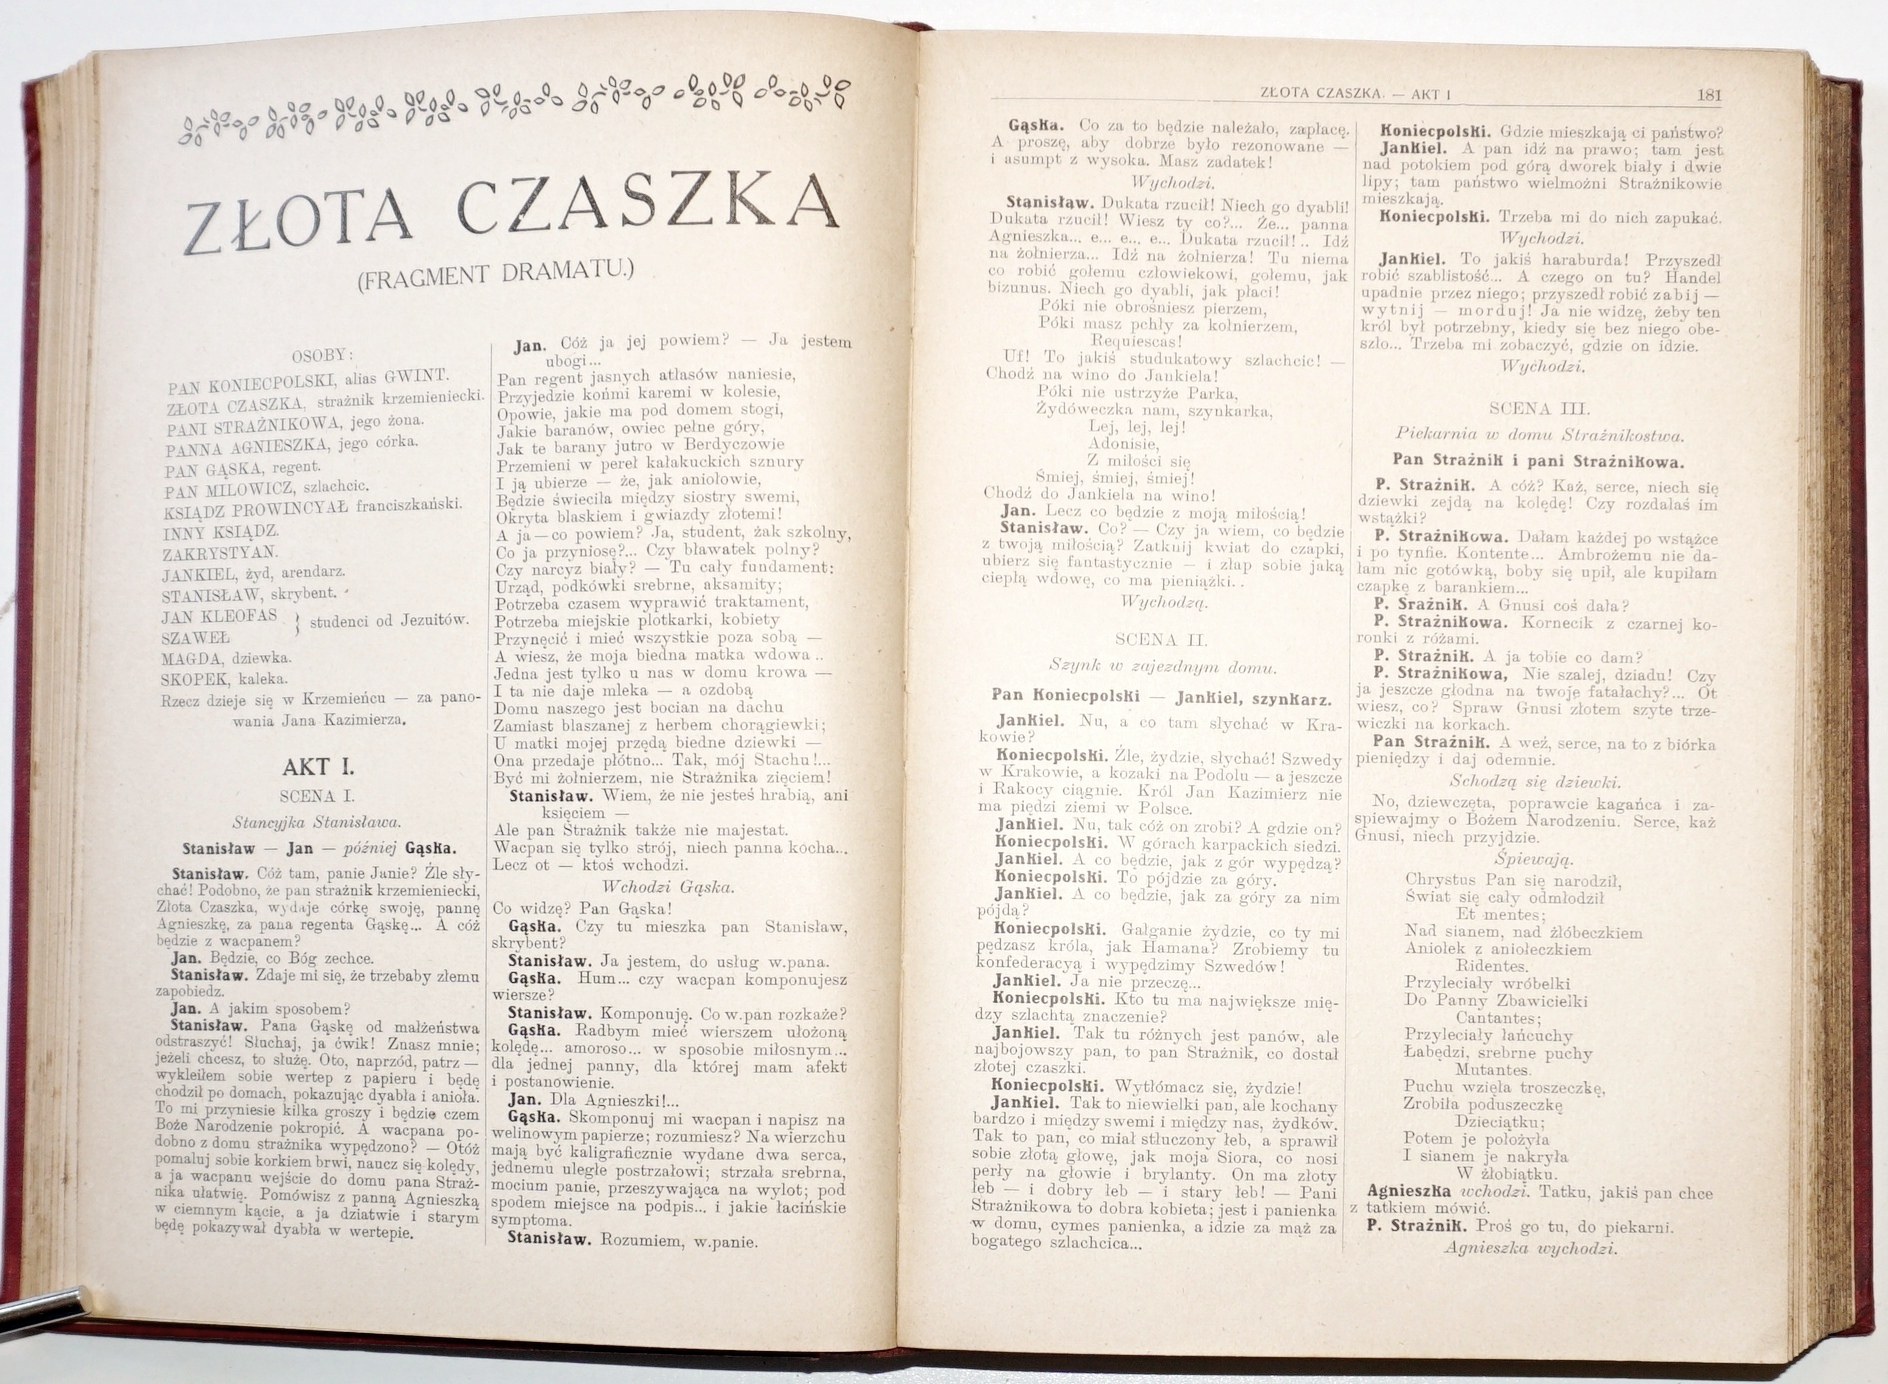 ZŁOTA CZASZKA
(FRAGMENT DRAMATU.)
OSOBY:
PAN KONIECPOLSKI, alias GWINT.
ZŁOTA CZASZKA, strażnik krzemieniecki.
PANI STRAŻNIKOWA, jego żona.
PANNA AGNIESZKA, jego córka.
PAN GĄSKA, regent.
PAN MILOWICZ, szlachcic.
KSIĄDZ PROWINCYAŁ franciszkański.
INNY KSIĄDZ.
ZAKRYSTYAN.
JANKIEL, żyd, arendarz.
STANISŁAW, skrybent.
JAN KLEOFAS
SZAWEŁ
} studenci od Jezuitów.
MAGDA, dziewka.
SKOPEK, kaleka.
Rzecz dzieje się w Krzemieńcu — za pano-
wania Jana Kazimierza.
AKT I.
SCENA I.
Stancyjka Stanisława.
Stanisław — Jan — później Gąska.
Stanisław. Cóż tam, panie Janie? Źle sły-
chać! Podobno, że pan strażnik krzemieniecki,
Złota Czaszka, wydaje córkę swoję, pannę
Agnieszkę, za pana regenta Gąskę... A cóż
będzie z wacpanem?
Jan. Będzie, co Bóg zechce.
Stanisław. Zdaje mi się, że trzebaby złemu
zapobiedz.
Jan. A jakim sposobem?
Stanisław. Pana Gąskę od małżeństwa
odstraszyć! Słuchaj, ja ćwik! Znasz mnie;
jeżeli chcesz, to służę. Oto, naprzód, patrz —
wykleiłem sobie wertep z papieru i będę
chodził po domach, pokazując dyabła i anioła.
To mi przyniesie kilka groszy i będzie czem
Boże Narodzenie pokropić. A wacpana po-
dobno z domu strażnika wypędzono? — Otóż
pomaluj sobie korkiem brwi, naucz się kolędy,
a ja wacpanu wejście do domu pana Straż-
nika ułatwię. Pomówisz z panną Agnieszką
w ciemnym kącie, a ja dziatwie i starym
będę pokazywał dyabła w wertepie.
Jan. Cóż ja jej powiem? — Ja jestem
ubogi...
Pan regent jasnych atłasów naniesie,
Przyjedzie końmi karemi w kolesie,
Opowie, jakie ma pod domem stogi,
Jakie baranów, owiec pełne góry,
Jak te barany jutro w Berdyczowie
Przemieni w pereł kałakuckich sznury
I ją ubierze — że, jak aniołowie,
Będzie świeciła między siostry swemi,
Okryta blaskiem i gwiazdy złotemi!
A ja — co powiem? Ja, student, żak szkolny,
Co ja przyniosę?... Czy bławatek polny?
Czy narcyz biały? — Tu cały fundament:
Urząd, podkówki srebrne, aksamity;
Potrzeba czasem wyprawić traktament,
Potrzeba miejskie plotkarki, kobiety
Przynęcić i mieć wszystkie poza sobą —
A wiesz, że moja biedna matka wdowa ..
Jedna jest tylko u nas w domu krowa —
I ta nie daje mleka — a ozdobą
Domu naszego jest bocian na dachu
Zamiast blaszanej z herbem chorągiewki;
U matki mojej przędą biedne dziewki —
Ona przedaje płótno... Tak, mój Stachu!...
Być mi żołnierzem, nie Strażnika zięciem!
Stanisław. Wiem, że nie jesteś hrabią, ani
księciem —
Ale pan Strażnik także nie majestat.
Wacpan się tylko strój, niech panna kocha...
Lecz ot — ktoś wchodzi.
Wchodzi Gąska.
Co widzę? Pan Gąska!
Gąska. Czy tu mieszka pan Stanisław,
skrybent?
Stanisław. Ja jestem, do usług w.pana.
Gąska. Hum... czy wacpan komponujesz
wiersze?
Stanisław. Komponuję. Co w.pan rozkaże?
Gąska. Radbym mieć wierszem ułożoną
kolędę... amoroso... w sposobie miłosnym...
dla jednej panny, dla której mam afekt
i postanowienie.
Jan. Dla Agnieszki!...
Gąska. Skomponuj mi wacpan i napisz na
welinowym papierze; rozumiesz? Na wierzchu
mają być kaligraficznie wydane dwa serca,
jednemu uległe postrzałowi; strzała srebrna,
mocium panie, przeszywająca na wylot; pod
spodem miejsce na podpis... i jakie łacińskie
symptoma.
Stanisław. Rozumiem, w.panie.
ZŁOTA CZASZKA. — AKT I
181
Gąska. Co za to będzie należało, zapłacę.
A proszę, aby dobrze było rezonowane —
i asumpt z wysoka. Masz zadatek!
Wychodzi.
Stanisław. Dukata rzucił! Niech go dyabli!
Dukata rzucił! Wiesz ty co?... Że... panna
Agnieszka... e... e... e... Dukata rzucił!.. Idź
na żołnierza... Idź na żołnierza! Tu niema
co robić gołemu człowiekowi, gołemu, jak
bizunus. Niech go dyabli, jak płaci!
Póki nie obrośniesz pierzem,
Póki masz pchły za kołnierzem,
Requiescas!
Uf! To jakiś studukatowy szlachcic! —
Chodź na wino do Jankiela!
Póki nie ustrzyże Parka,
Żydóweczka nam, szynkarka,
Lej, lej, lej!
Adonisie,
Z miłości się
Śmiej, śmiej, śmiej!
Chodź do Jankiela na wino!
Jan. Lecz co będzie z moją miłością!
Stanisław. Co? — Czy ja wiem, co będzie
z twoją miłością? Zatknij kwiat do czapki,
ubierz się fantastycznie — i złap sobie jaką
ciepłą wdowę, co ma pieniążki..
Wychodzą.
SCENA II.
Szynk w zajezdnym domu.
Pan Koniecpolski — Jankiel, szynkarz.
Jankiel. Nu, a co tam słychać w Kra-
kowie?
Koniecpolski. Źle, żydzie, słychać! Szwedy
w Krakowie, a kozaki na Podolu — a jeszcze
i Rakocy ciągnie. Król Jan Kazimierz nie
ma piędzi ziemi w Polsce.
Jankiel. Nu, tak cóż on zrobi? A gdzie on?
Koniecpolski. W górach karpackich siedzi.
Jankiel. A co będzie, jak z gór wypędzą?
Koniecpolski. To pójdzie za góry.
Jankiel. A co będzie, jak za góry za nim
pójdą?
Koniecpolski. Gałganie żydzie, co ty mi
pędzasz króla, jak Hamana? Zrobiemy tu
konfederacyą i wypędzimy Szwedów!
Jankiel. Ja nie przeczę...
Koniecpolski. Kto tu ma największe mię-
dzy szlachtą znaczenie?
Jankiel. Tak tu różnych jest panów, ale
najbojowszy pan, to pan Strażnik, co dostał
złotej czaszki.
Koniecpolski. Wytłómacz się, żydzie!
Jankiel. Tak to niewielki pan, ale kochany
bardzo i między swemi i między nas, żydków.
Tak to pan, co miał stłuczony łeb, a sprawił
sobie złotą głowę, jak moja Siora, co nosi
perły na głowie i brylanty. On ma złoty
łeb — i dobry łeb — i stary łeb! — Pani
Strażnikowa to dobra kobieta; jest i panienka
w domu, cymes panienka, a idzie za mąż za
bogatego szlachcica...
Koniecpolski. Gdzie mieszkają ci państwo?
Jankiel. A pan idź na prawo; tam jest
nad potokiem pod górą dworek biały i dwie
lipy; tam państwo wielmożni Strażnikowie
mieszkają.
Koniecpolski. Trzeba mi do nich zapukać.
Wychodzi.
Jankiel. To jakiś haraburda! Przyszedł
robić szablistość... A czego on tu? Handel
upadnie przez niego; przyszedł robić zabij —
wytnij — morduj! Ja nie widzę, żeby ten
król był potrzebny, kiedy się bez niego obe-
szło... Trzeba mi zobaczyć, gdzie on idzie.
Wychodzi.
SCENA III.
Piekarnia w domu Strażnikostwa.
Pan Strażnik i pani Strażnikowa.
P. Strażnik. A cóż? Każ, serce, niech się
dziewki zejdą na kolędę! Czy rozdałaś im
wstążki?
P. Strażnikowa. Dałam każdej po wstążce
i po tynfie. Kontente... Ambrożemu nie da-
łam nic gotówką, boby się upił, ale kupiłam
czapkę z barankiem...
P. Srażnik. A Gnusi coś dała?
P. Strażnikowa. Kornecik z czarnej ko-
ronki z różami.
P. Strażnik. A ja tobie co dam?
P. Strażnikowa, Nie szalej, dziadu! Czy
ja jeszcze głodna na twoje fatałachy?... Ot
wiesz, co? Spraw Gnusi złotem szyte trze-
wiczki na korkach.
Pan Strażnik. A weź, serce, na to z biórka
pieniędzy i daj odemnie.
Schodzą się dziewki.
No, dziewczęta, poprawcie kagańca i za-
spiewajmy o Bożem Narodzeniu. Serce, każ
Gnusi, niech przyjdzie.
Śpiewają.
Chrystus Pan się narodził,
Świat się cały odmłodził
Et mentes;
Nad sianem, nad żłóbeczkiem
Aniołek z aniołeczkiem
Ridentes.
Przyleciały wróbelki
Do Panny Zbawicielki
Cantantes;
Przyleciały łańcuchy
Łabędzi, srebrne puchy
Mutantes.
Puchu wzięła troszeczkę,
Zrobiła poduszeczkę
Dzieciątku;
Potem je położyła
I sianem je nakryła
W żłobiątku.
Agnieszka wchodzi. Tatku, jakiś pan chce
z tatkiem mówić.
P. Strażnik. Proś go tu, do piekarni.
Agnieszka wychodzi.